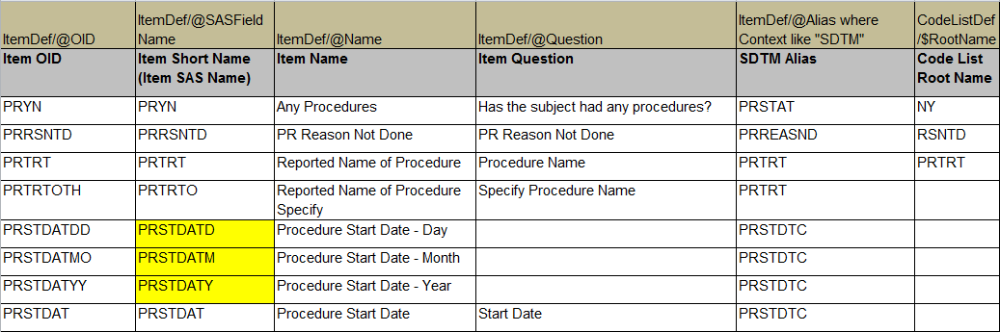 ItemDef/@OID ItemDef/@SASField Name ItemDef/@Name ItemDef/@Question ItemDef/@Alias where Context like "SDTM" CodeListDef /$RootName
Item OID Item Short Name (Item SAS Name) Item Name Item Question SDTM Alias Code List Root Name
PRYN PRYN Any Procedures Has the subject had any procedures? PRSTAT NY
PRRSNTD PRRSNTD PR Reason Not Done PR Reason Not Done PRREASND RSNTD
PRTRT PRTRT Reported Name of Procedure Procedure Name PRTRT PRTRT
PRTRTOTH PRTRTO Reported Name of Procedure Specify Specify Procedure Name PRTRT
PRSTDATDD PRSTDATD Procedure Start Date - Day PRSTDTC
PRSTDATMO PRSTDATM Procedure Start Date - Month PRSTDTC
PRSTDATYY PRSTDATY Procedure Start Date - Year PRSTDTC
PRSTDAT PRSTDAT Procedure Start Date Start Date PRSTDTC